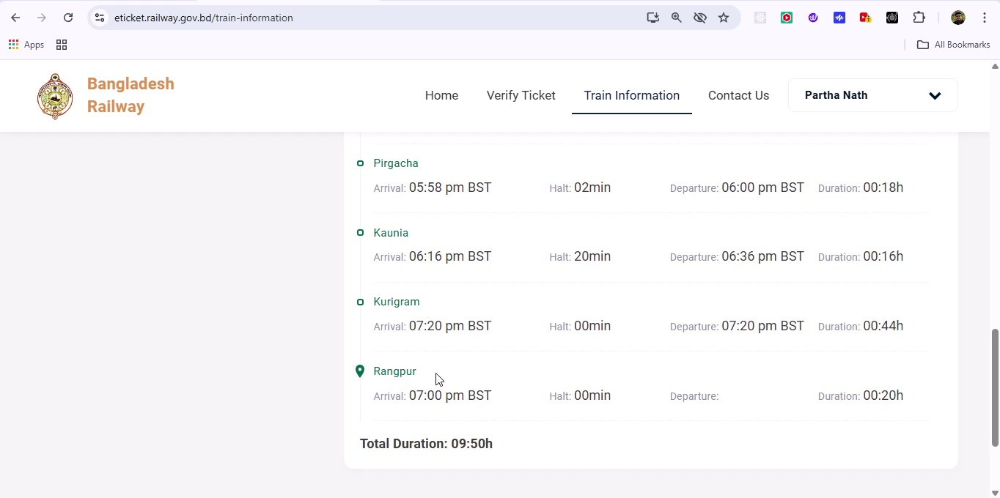 eticket.railway.gov.bd/train-information
Apps
All Bookmarks
Bangladesh
Railway
Home Verify Ticket Train Information Contact Us Partha Nath
Pirgacha
Arrival: 05:58 pm BST Halt: 02min Departure: 06:00 pm BST Duration: 00:18h
Kaunia
Arrival: 06:16 pm BST Halt: 20min Departure: 06:36 pm BST Duration: 00:16h
Kurigram
Arrival: 07:20 pm BST Halt: 00min Departure: 07:20 pm BST Duration: 00:44h
Rangpur
Arrival: 07:00 pm BST Halt: 00min Departure: Duration: 00:20h
Total Duration: 09:50h